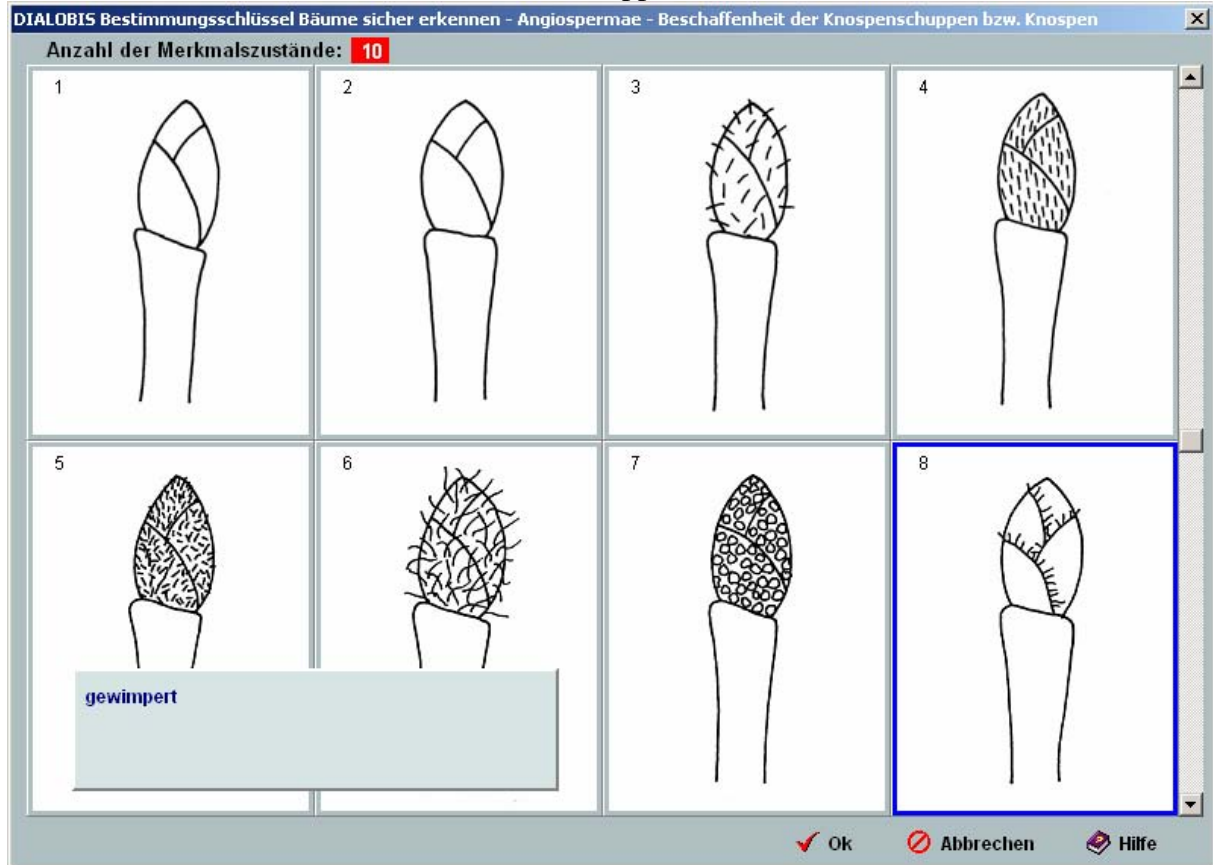 DIALOBIS Bestimmungsschlüssel Bäume sicher erkennen - Angiospermae - Beschaffenheit der Knospenschuppen bzw. Knospen
Anzahl der Merkmalszustände: 10
1
2
3
4
5
6
7
8
gewimpert
Ok
Abbrechen
Hilfe